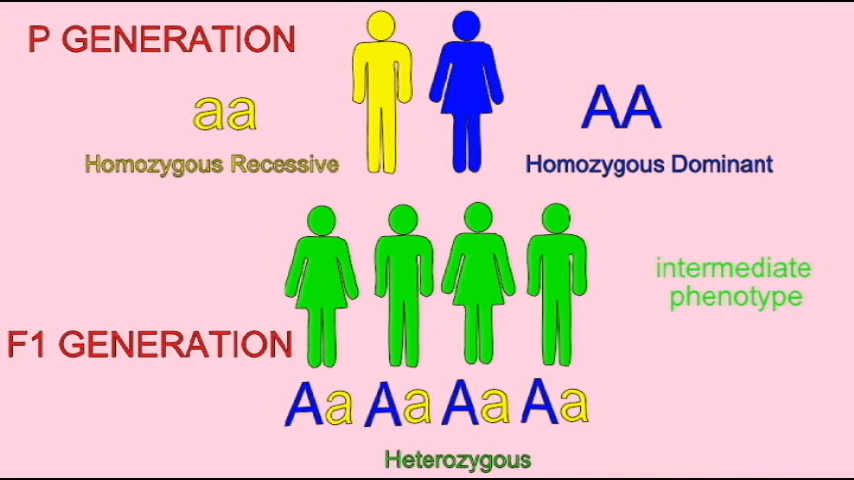 P GENERATION
aa
AA
Homozygous Recessive
Homozygous Dominant
intermediate
phenotype
F1 GENERATION
Aa Aa Aa Aa
Heterozygous